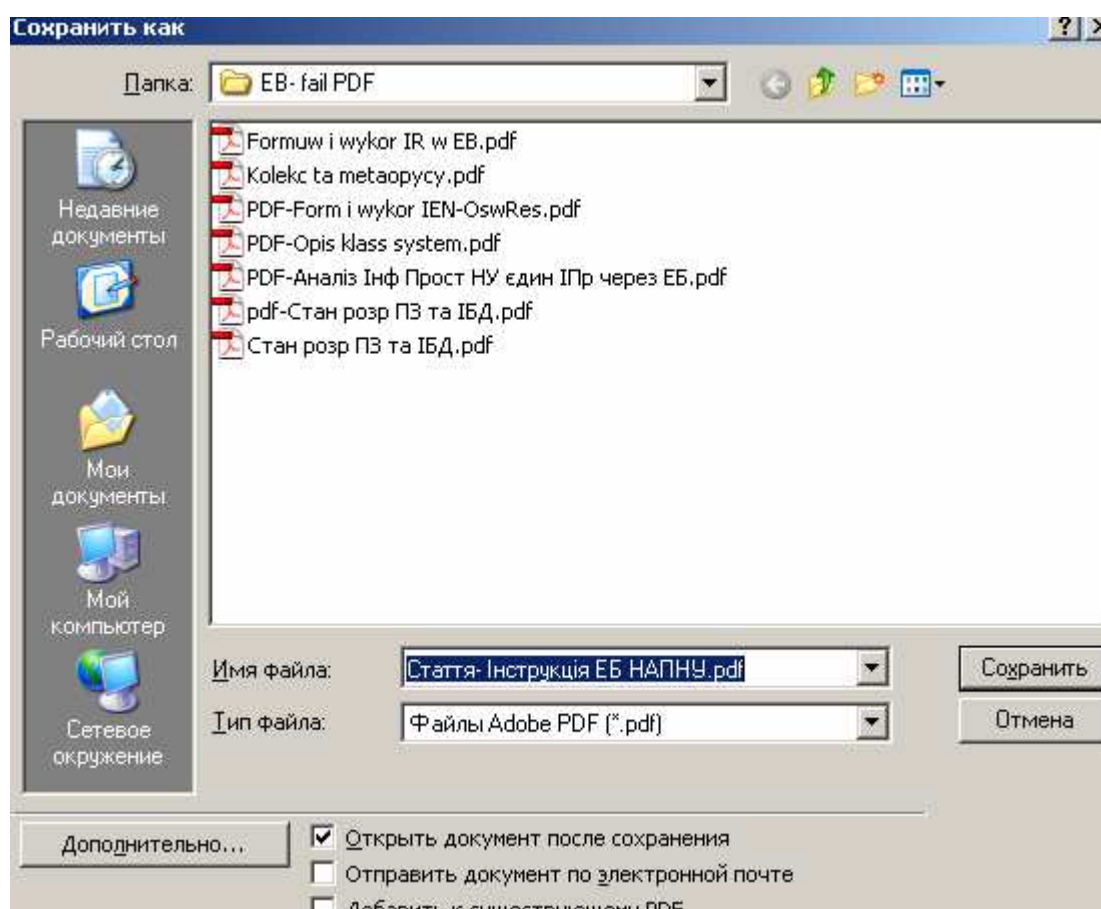 Сохранить как
Папка: EB- fail PDF
Formuw i wykor IR w EB.pdf
Kolekc ta metaopycy.pdf
PDF-Form i wykor IEN-OswRes.pdf
PDF-Opis klass system.pdf
PDF-Аналіз Інф Прост НУ єдин ІПр через ЕБ.pdf
pdf-Стан розр ПЗ та ІБД.pdf
Стан розр ПЗ та ІБД.pdf
Недавние
документы
Рабочий стол
Мои
документы
Мой
компьютер
Сетевое
окружение
Имя файла: Стаття- Інструкція ЕБ НАПНУ.pdf Сохранить
Тип файла: Файлы Adobe PDF (*.pdf) Отмена
Дополнительно... Открыть документ после сохранения
Отправить документ по электронной почте
Добавить к существующему PDF